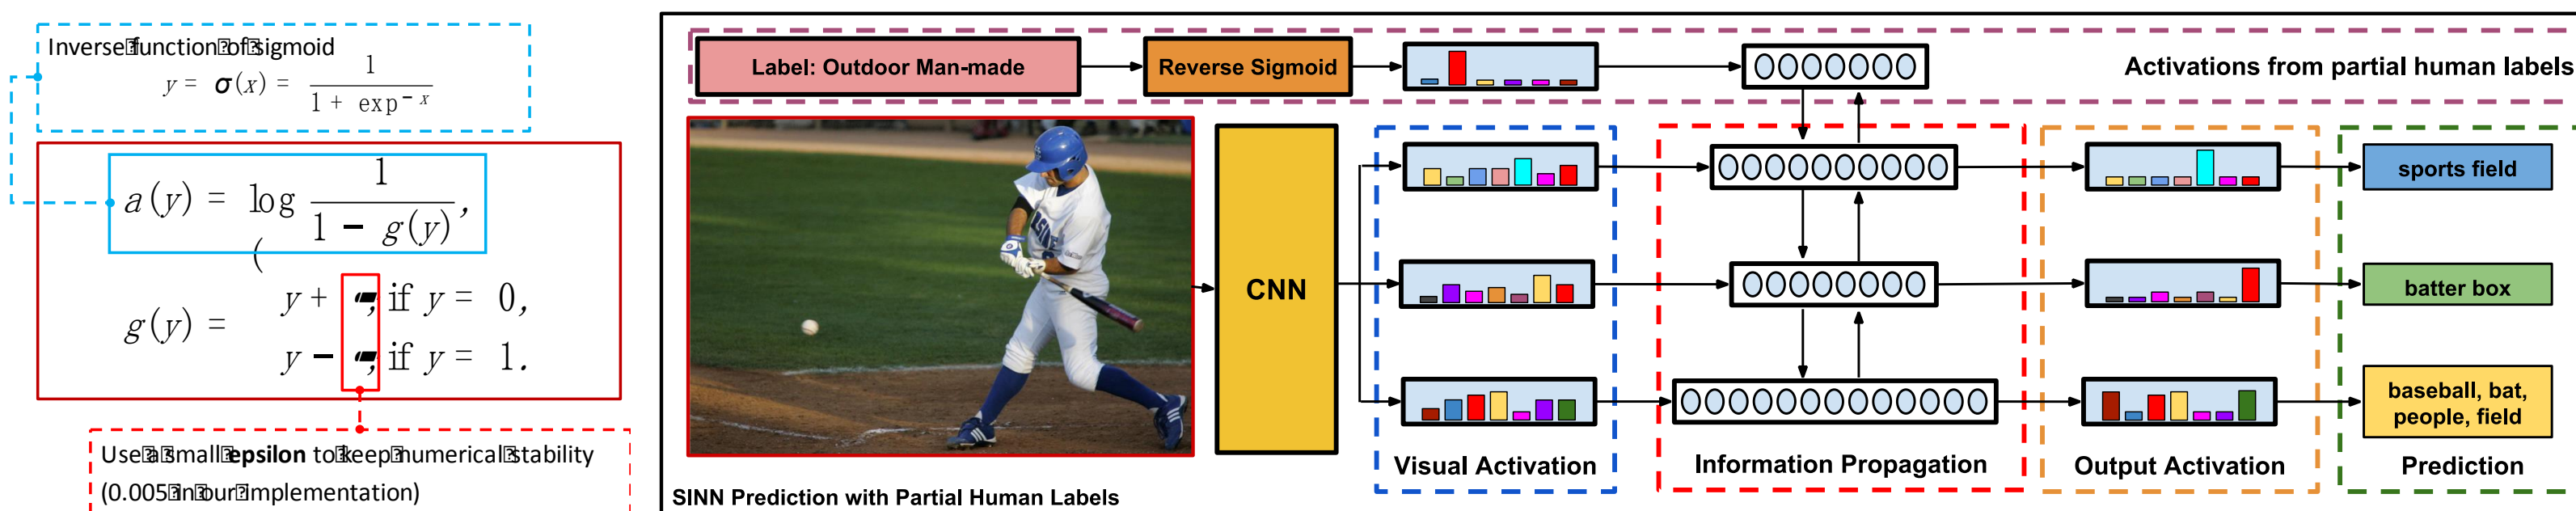 Inverse function of sigmoid
y = σ(x) = 1 / (1 + exp^-x)
a(y) = log 1 / (1 − g(y)),
g(y) = {
y + ϵ, if y = 0,
y − ϵ, if y = 1.
Use a small epsilon to keep numerical stability
(0.005 in our implementation)
Label: Outdoor Man-made
Reverse Sigmoid
Activations from partial human labels
CNN
sports field
batter box
baseball, bat,
people, field
Visual Activation
Information Propagation
Output Activation
Prediction
SINN Prediction with Partial Human Labels